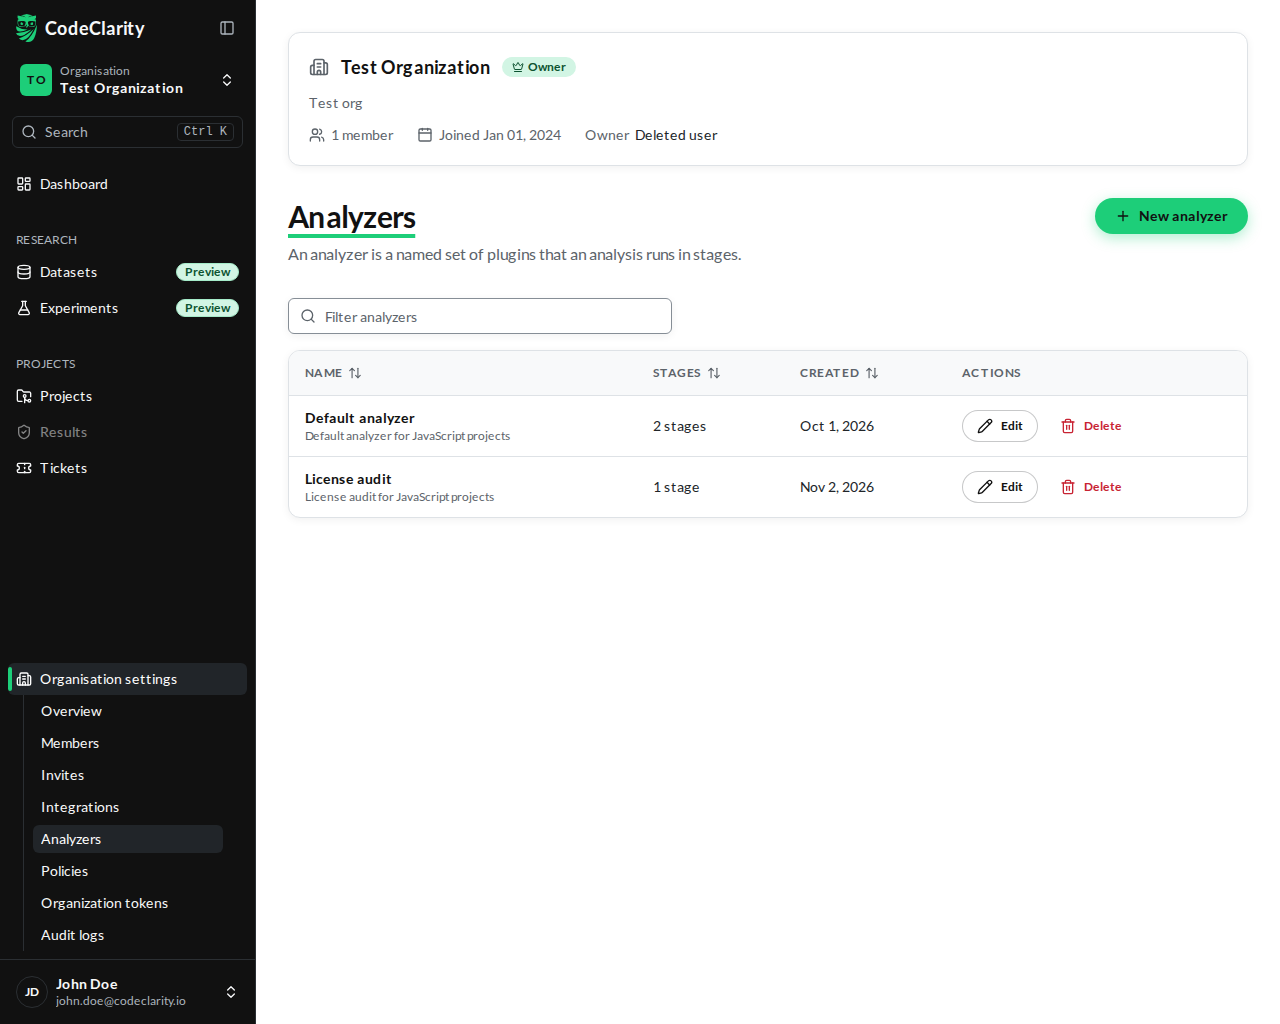 CodeClarity
TO
Organisation
Test Organization
Search
Ctrl K
Dashboard
RESEARCH
Datasets
Preview
Experiments
Preview
PROJECTS
Projects
Results
Tickets
Organisation settings
Overview
Members
Invites
Integrations
Analyzers
Policies
Organization tokens
Audit logs
JD
John Doe
john.doe@codeclarity.io
Test Organization
Owner
Test org
1 member
Joined Jan 01, 2024
Owner Deleted user
Analyzers
New analyzer
An analyzer is a named set of plugins that an analysis runs in stages.
Filter analyzers
NAME STAGES CREATED ACTIONS
Default analyzer
Default analyzer for JavaScript projects
2 stages
Oct 1, 2026
Edit
Delete
License audit
License audit for JavaScript projects
1 stage
Nov 2, 2026
Edit
Delete